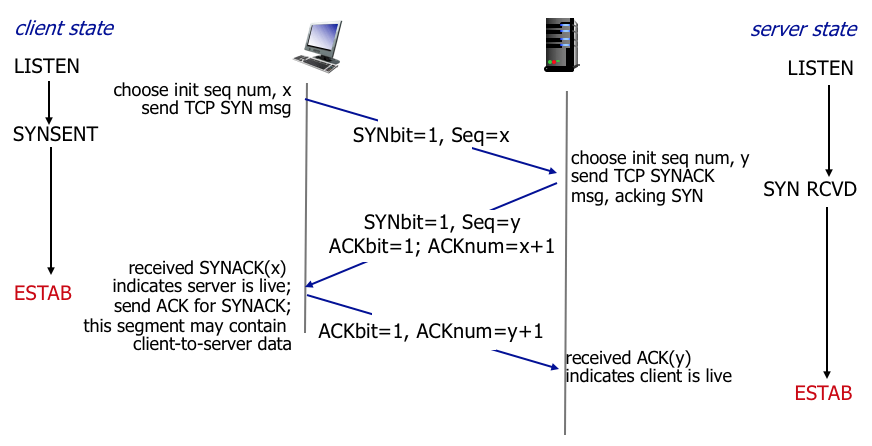 client state
server state
LISTEN
LISTEN
choose init seq num, x
send TCP SYN msg
SYNSENT
SYNbit=1, Seq=x
choose init seq num, y
send TCP SYNACK
msg, acking SYN
SYN RCVD
SYNbit=1, Seq=y
ACKbit=1; ACKnum=x+1
received SYNACK(x)
indicates server is live;
send ACK for SYNACK;
this segment may contain
client-to-server data
ESTAB
ACKbit=1, ACKnum=y+1
received ACK(y)
indicates client is live
ESTAB